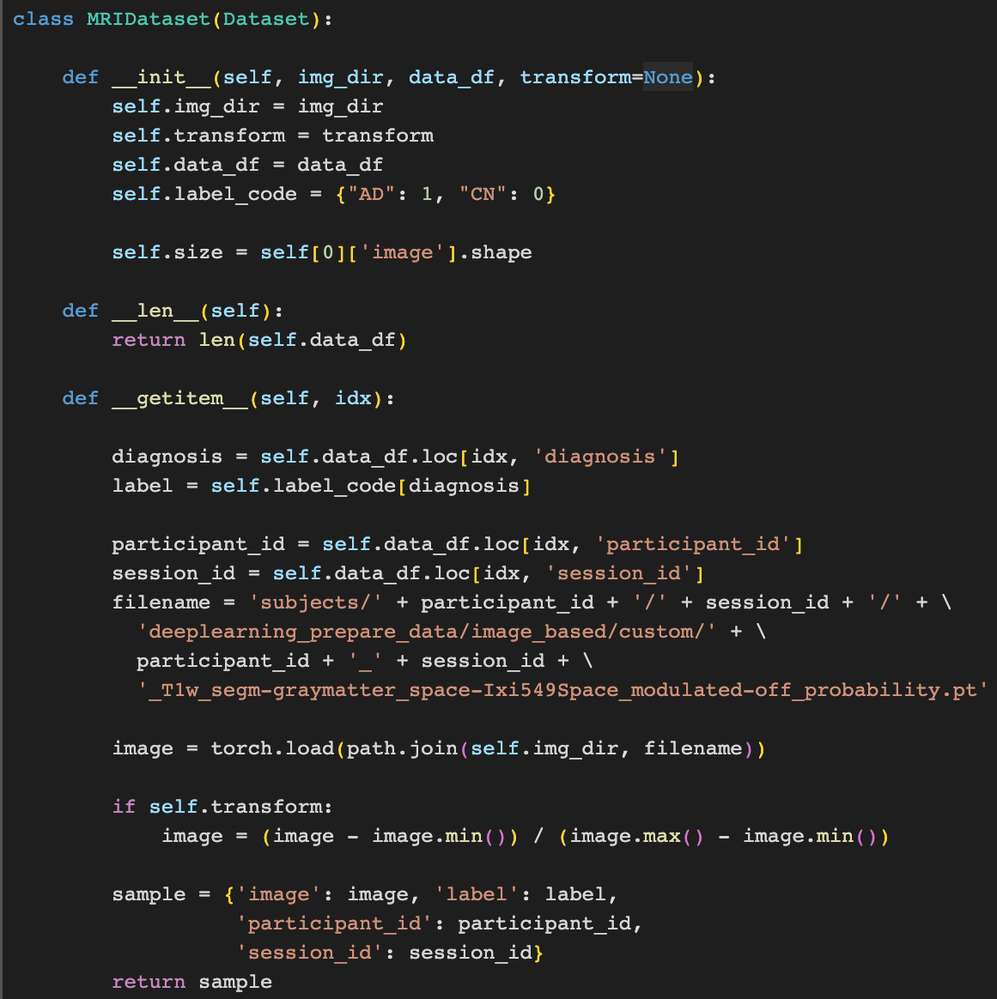 class MRIDataset(Dataset):

    def __init__(self, img_dir, data_df, transform=None):
        self.img_dir = img_dir
        self.transform = transform
        self.data_df = data_df
        self.label_code = {"AD": 1, "CN": 0}

        self.size = self[0]['image'].shape

    def __len__(self):
        return len(self.data_df)

    def __getitem__(self, idx):

        diagnosis = self.data_df.loc[idx, 'diagnosis']
        label = self.label_code[diagnosis]

        participant_id = self.data_df.loc[idx, 'participant_id']
        session_id = self.data_df.loc[idx, 'session_id']
        filename = 'subjects/' + participant_id + '/' + session_id + '/' + \
          'deeplearning_prepare_data/image_based/custom/' + \
          participant_id + '_' + session_id + \
          '_T1w_segm-graymatter_space-Ixi549Space_modulated-off_probability.pt'

        image = torch.load(path.join(self.img_dir, filename))

        if self.transform:
            image = (image - image.min()) / (image.max() - image.min())

        sample = {'image': image, 'label': label,
                  'participant_id': participant_id,
                  'session_id': session_id}
        return sample